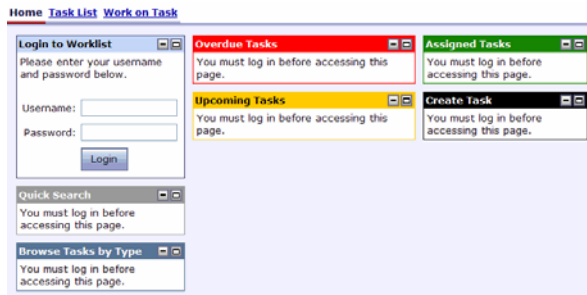 Home Task List Work on Task
Login to Worklist
Please enter your username
and password below.
Username:
Password:
Login
Quick Search
You must log in before
accessing this page.
Browse Tasks by Type
You must log in before
accessing this page.
Overdue Tasks
You must log in before accessing this
page.
Upcoming Tasks
You must log in before accessing this
page.
Assigned Tasks
You must log in before
accessing this page.
Create Task
You must log in before
accessing this page.